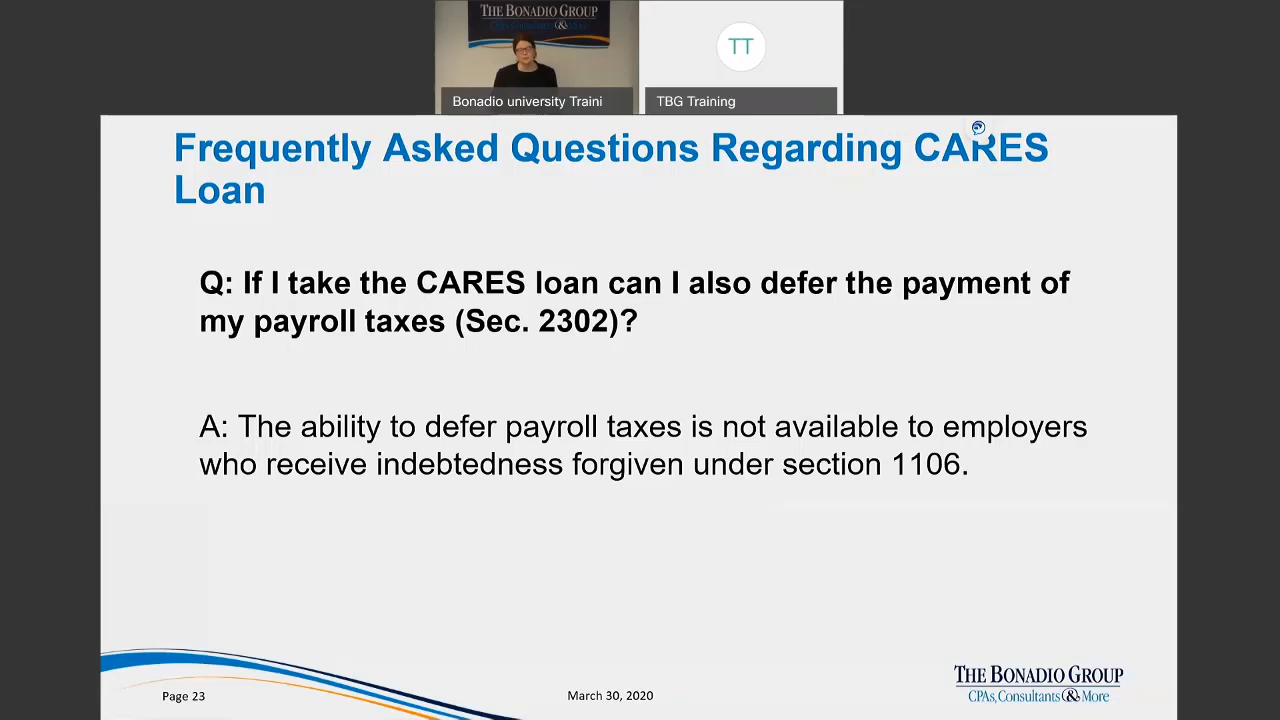 THE BONADIO GROUP
CPAs, Consultants & More
Bonadio university Traini
TT
TBG Training
Frequently Asked Questions Regarding CARES
Loan
Q: If I take the CARES loan can I also defer the payment of
my payroll taxes (Sec. 2302)?
A: The ability to defer payroll taxes is not available to employers
who receive indebtedness forgiven under section 1106.
Page 23
March 30, 2020
THE BONADIO GROUP
CPAs, Consultants & More